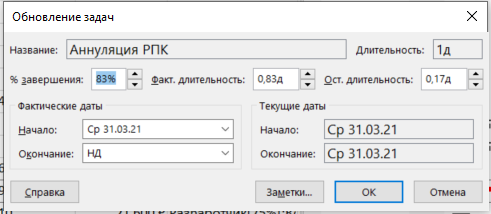 Обновление задач
Название: Аннуляция РПК Длительность: 1д
% завершения: 83% Факт. длительность: 0,83д Ост. длительность: 0,17д
Фактические даты Текущие даты
Начало: Ср 31.03.21 Начало: Ср 31.03.21
Окончание: НД Окончание: Ср 31.03.21
Справка Заметки... ОК Отмена